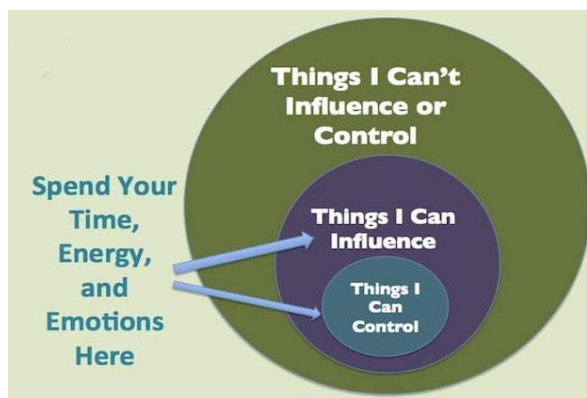 Things I Can't
Influence or
Control
Spend Your
Time,
Energy,
and
Emotions
Here
Things I Can
Influence
Things I
Can
Control